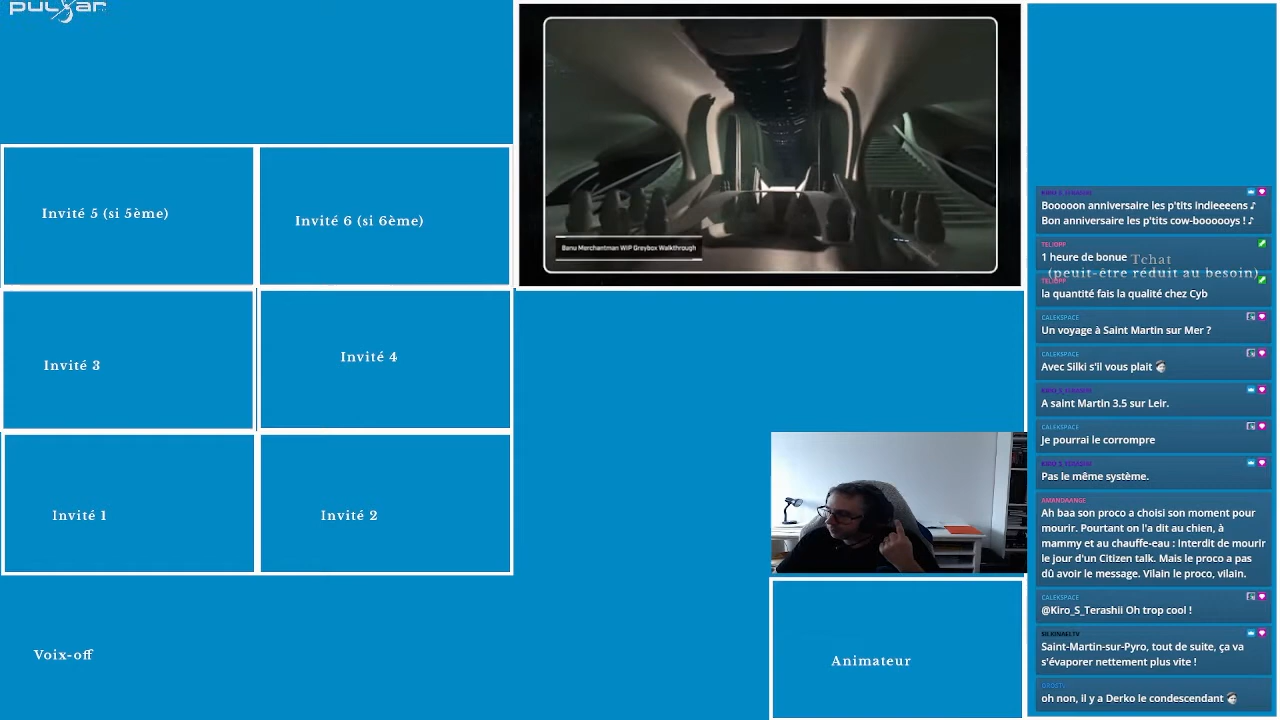 pulsar
Invité 5 (si 5ème)
Invité 6 (si 6ème)
Invité 3
Invité 4
Invité 1
Invité 2
Voix-off
Banu Merchantman WIP Greybox Walkthrough
Animateur
Booooon anniversaire les p'tits indieeeens ♪
Bon anniversaire les p'tits cow-boooooys ! ♪
TELIOPP
1 heure de bonue
Tchat
(peuit-être réduit au besoin)
TELIOPP
la quantité fais la qualité chez Cyb
CALEKSPACE
Un voyage à Saint Martin sur Mer ?
CALEKSPACE
Avec Silki s'il vous plait
A saint Martin 3.5 sur Leir.
CALEKSPACE
Je pourrai le corrompre
KIRO_S_TERASHII
Pas le même système.
AMANDAANGE
Ah baa son proco a choisi son moment pour
mourir. Pourtant on l'a dit au chien, à
mammy et au chauffe-eau : interdit de mourir
le jour d'un Citizen talk. Mais le proco a pas
dû avoir le message. Vilain le proco, vilain.
CALEKSPACE
@Kiro_S_Terashii Oh trop cool !
SILKINAELTV
Saint-Martin-sur-Pyro, tout de suite, ça va
s'évaporer nettement plus vite !
oh non, il y a Derko le condescendant